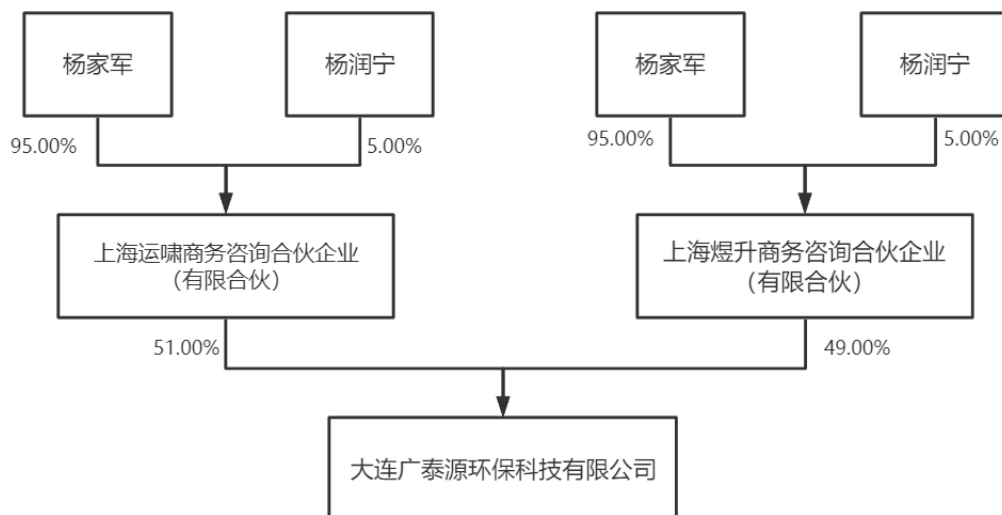 杨家军
杨润宁
杨家军
杨润宁
95.00%
5.00%
95.00%
5.00%
上海运啸商务咨询合伙企业
（有限合伙）
上海煜升商务咨询合伙企业
（有限合伙）
51.00%
49.00%
大连广泰源环保科技有限公司